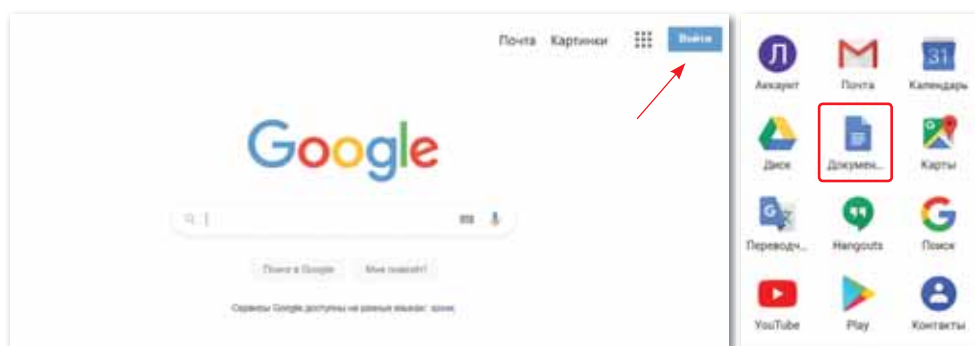 Почта Картинки Войти
Google
Поиск в Google Мне повезёт!
Сервисы Google доступны на разных языках:
Л
Аккаунт Почта
31
Календарь
Диск Докумен... Карты
G
Переводч... Hangouts Поиск
YouTube Play Контакты